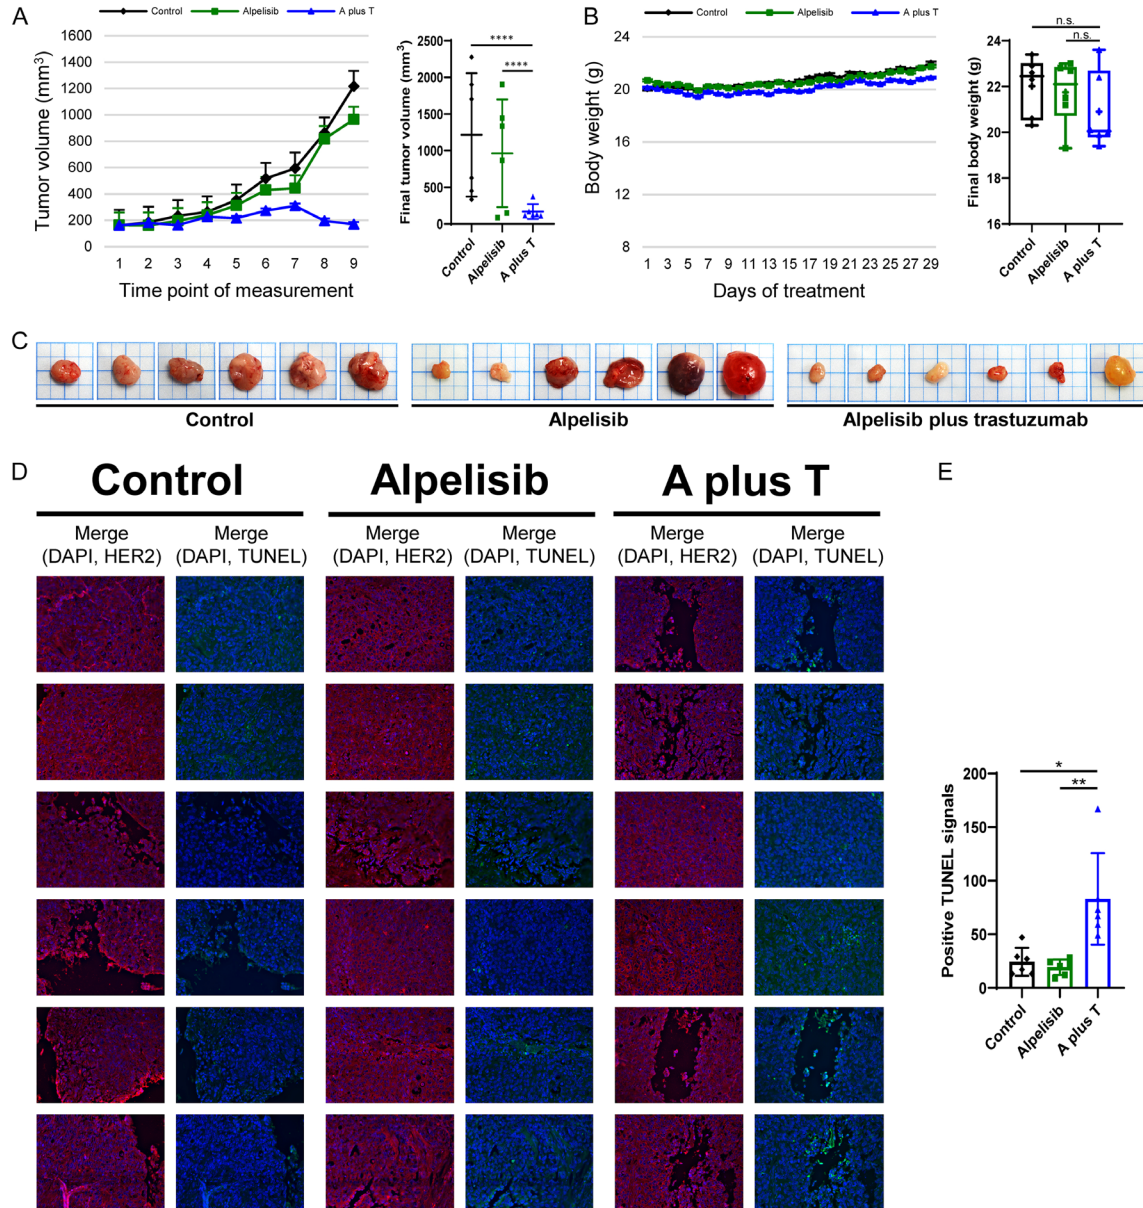 A
Control Alpelisib A plus T
Tumor volume (mm³)
1600
1400
1200
1000
800
600
400
200
0
1 2 3 4 5 6 7 8 9
Time point of measurement
Final tumor volume (mm³)
2500
2000
1500
1000
500
0
****
****
Control Alpelisib A plus T
B
Control Alpelisib A plus T
Body weight (g)
24
20
16
12
8
1 3 5 7 9 11 13 15 17 19 21 23 25 27 29
Days of treatment
Final body weight (g)
24
22
20
18
16
n.s.
n.s.
Control Alpelisib A plus T
C
Control Alpelisib Alpelisib plus trastuzumab
D
Control Alpelisib A plus T
Merge Merge Merge Merge Merge Merge
(DAPI, HER2) (DAPI, TUNEL) (DAPI, HER2) (DAPI, TUNEL) (DAPI, HER2) (DAPI, TUNEL)
E
Positive TUNEL signals
200
150
100
50
0
*
**
Control Alpelisib A plus T